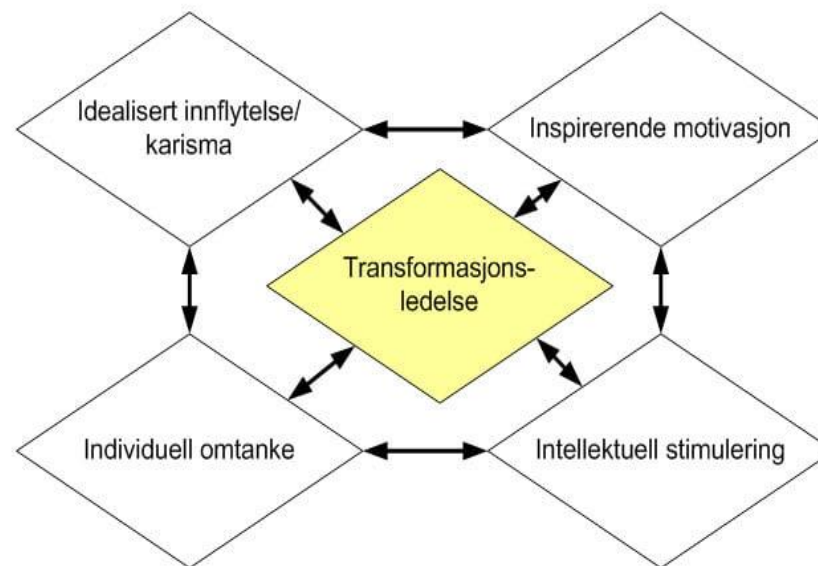 Idealisert innflytelse/
karisma
Inspirerende motivasjon
Transformasjons-
ledelse
Individuell omtanke
Intellektuell stimulering